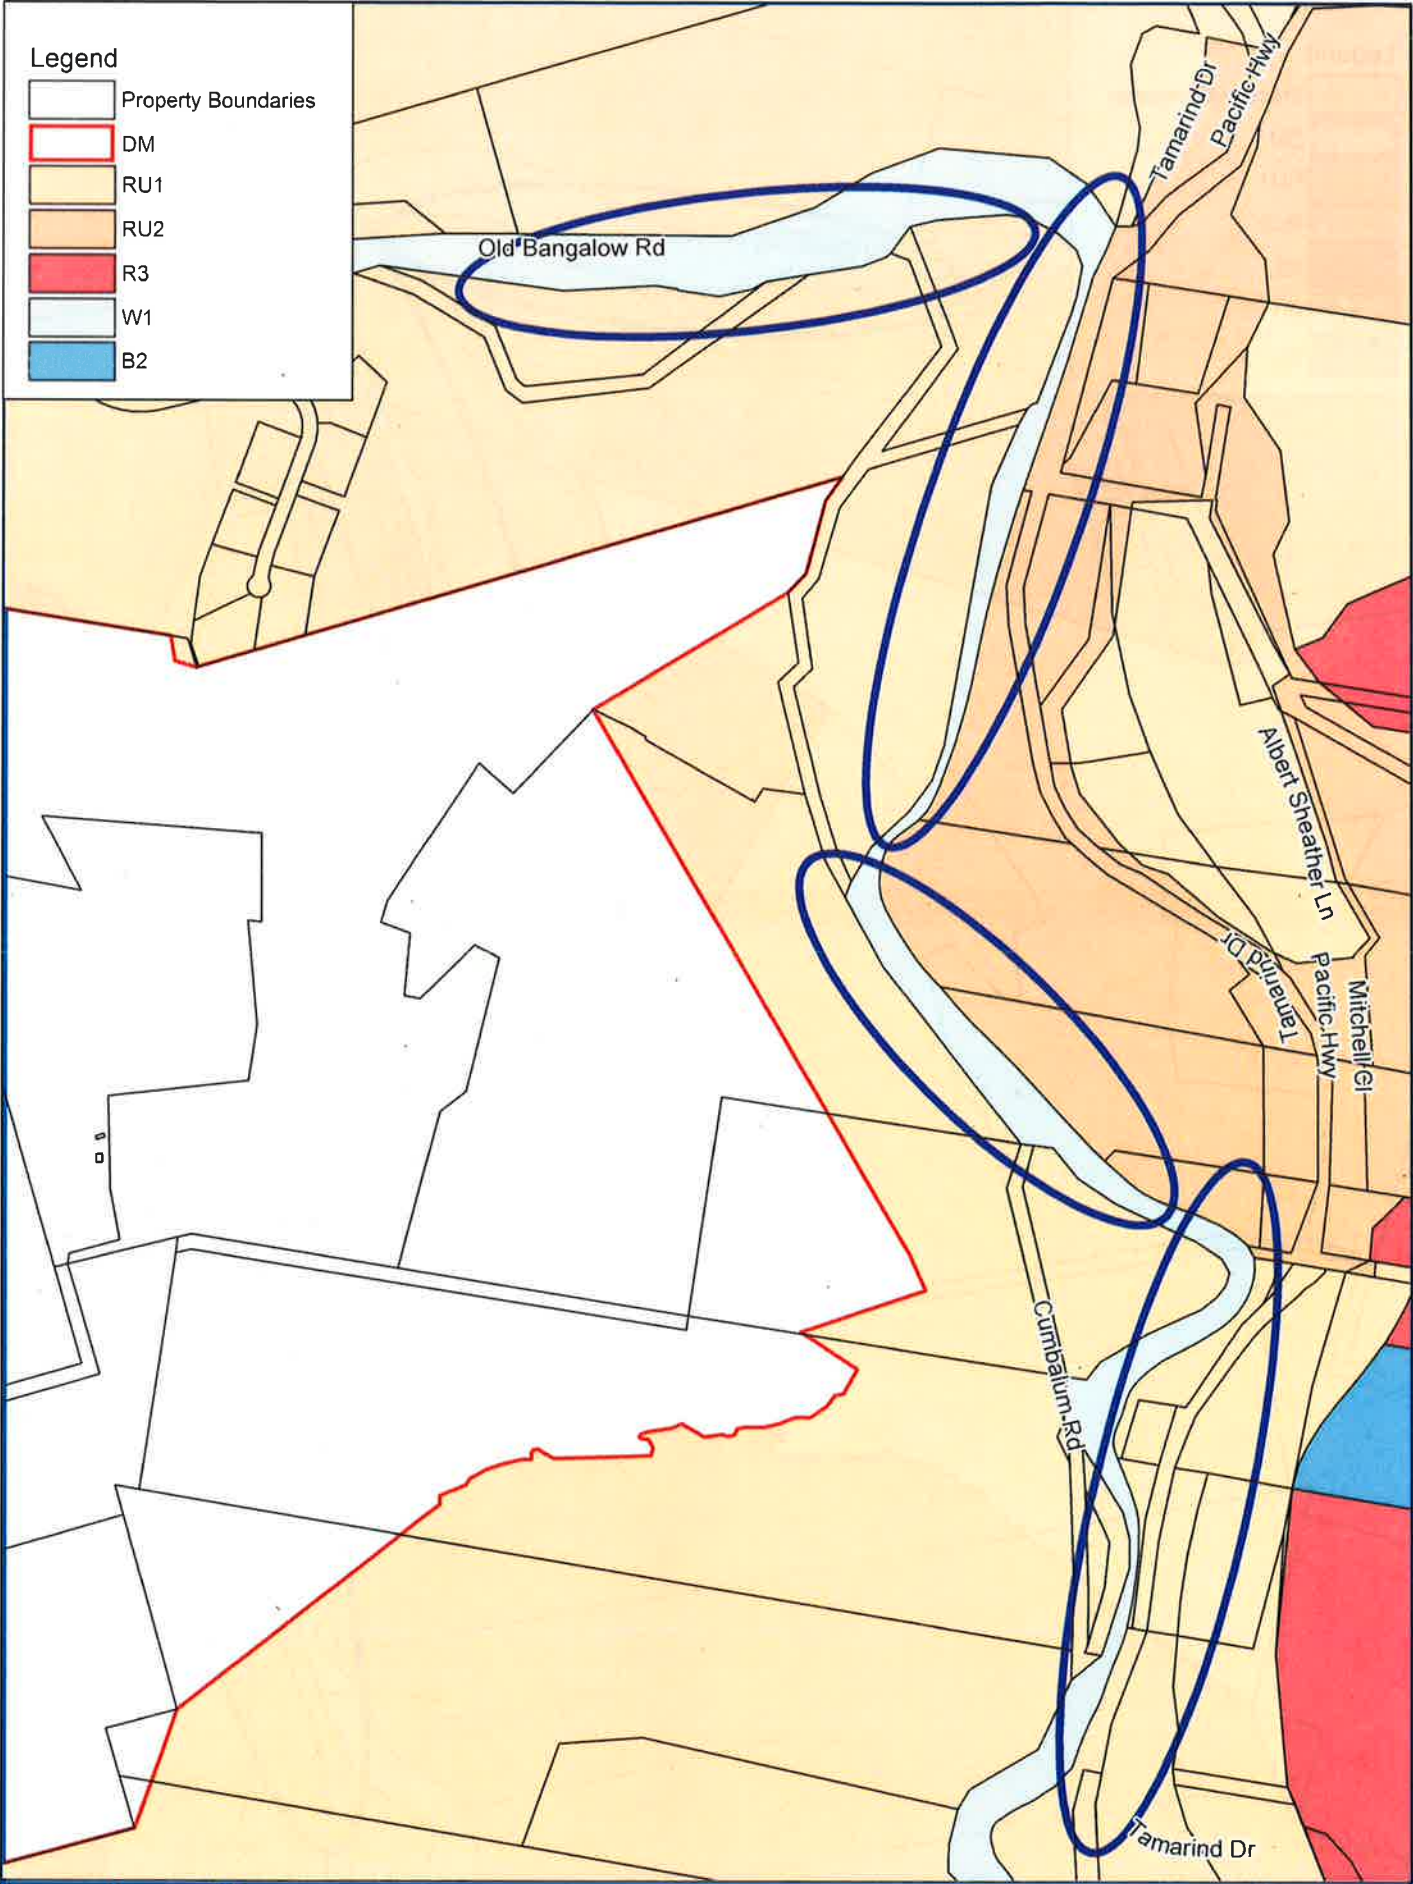 Legend
Property Boundaries
DM
RU1
RU2
R3
W1
B2
Tamarind Dr
Pacific Hwy
Old Bangalow Rd
Albert Sheather Ln
Tamarind Dr
Pacific Hwy
Mitchell Cl
Cumbalum Rd
Tamarind Dr